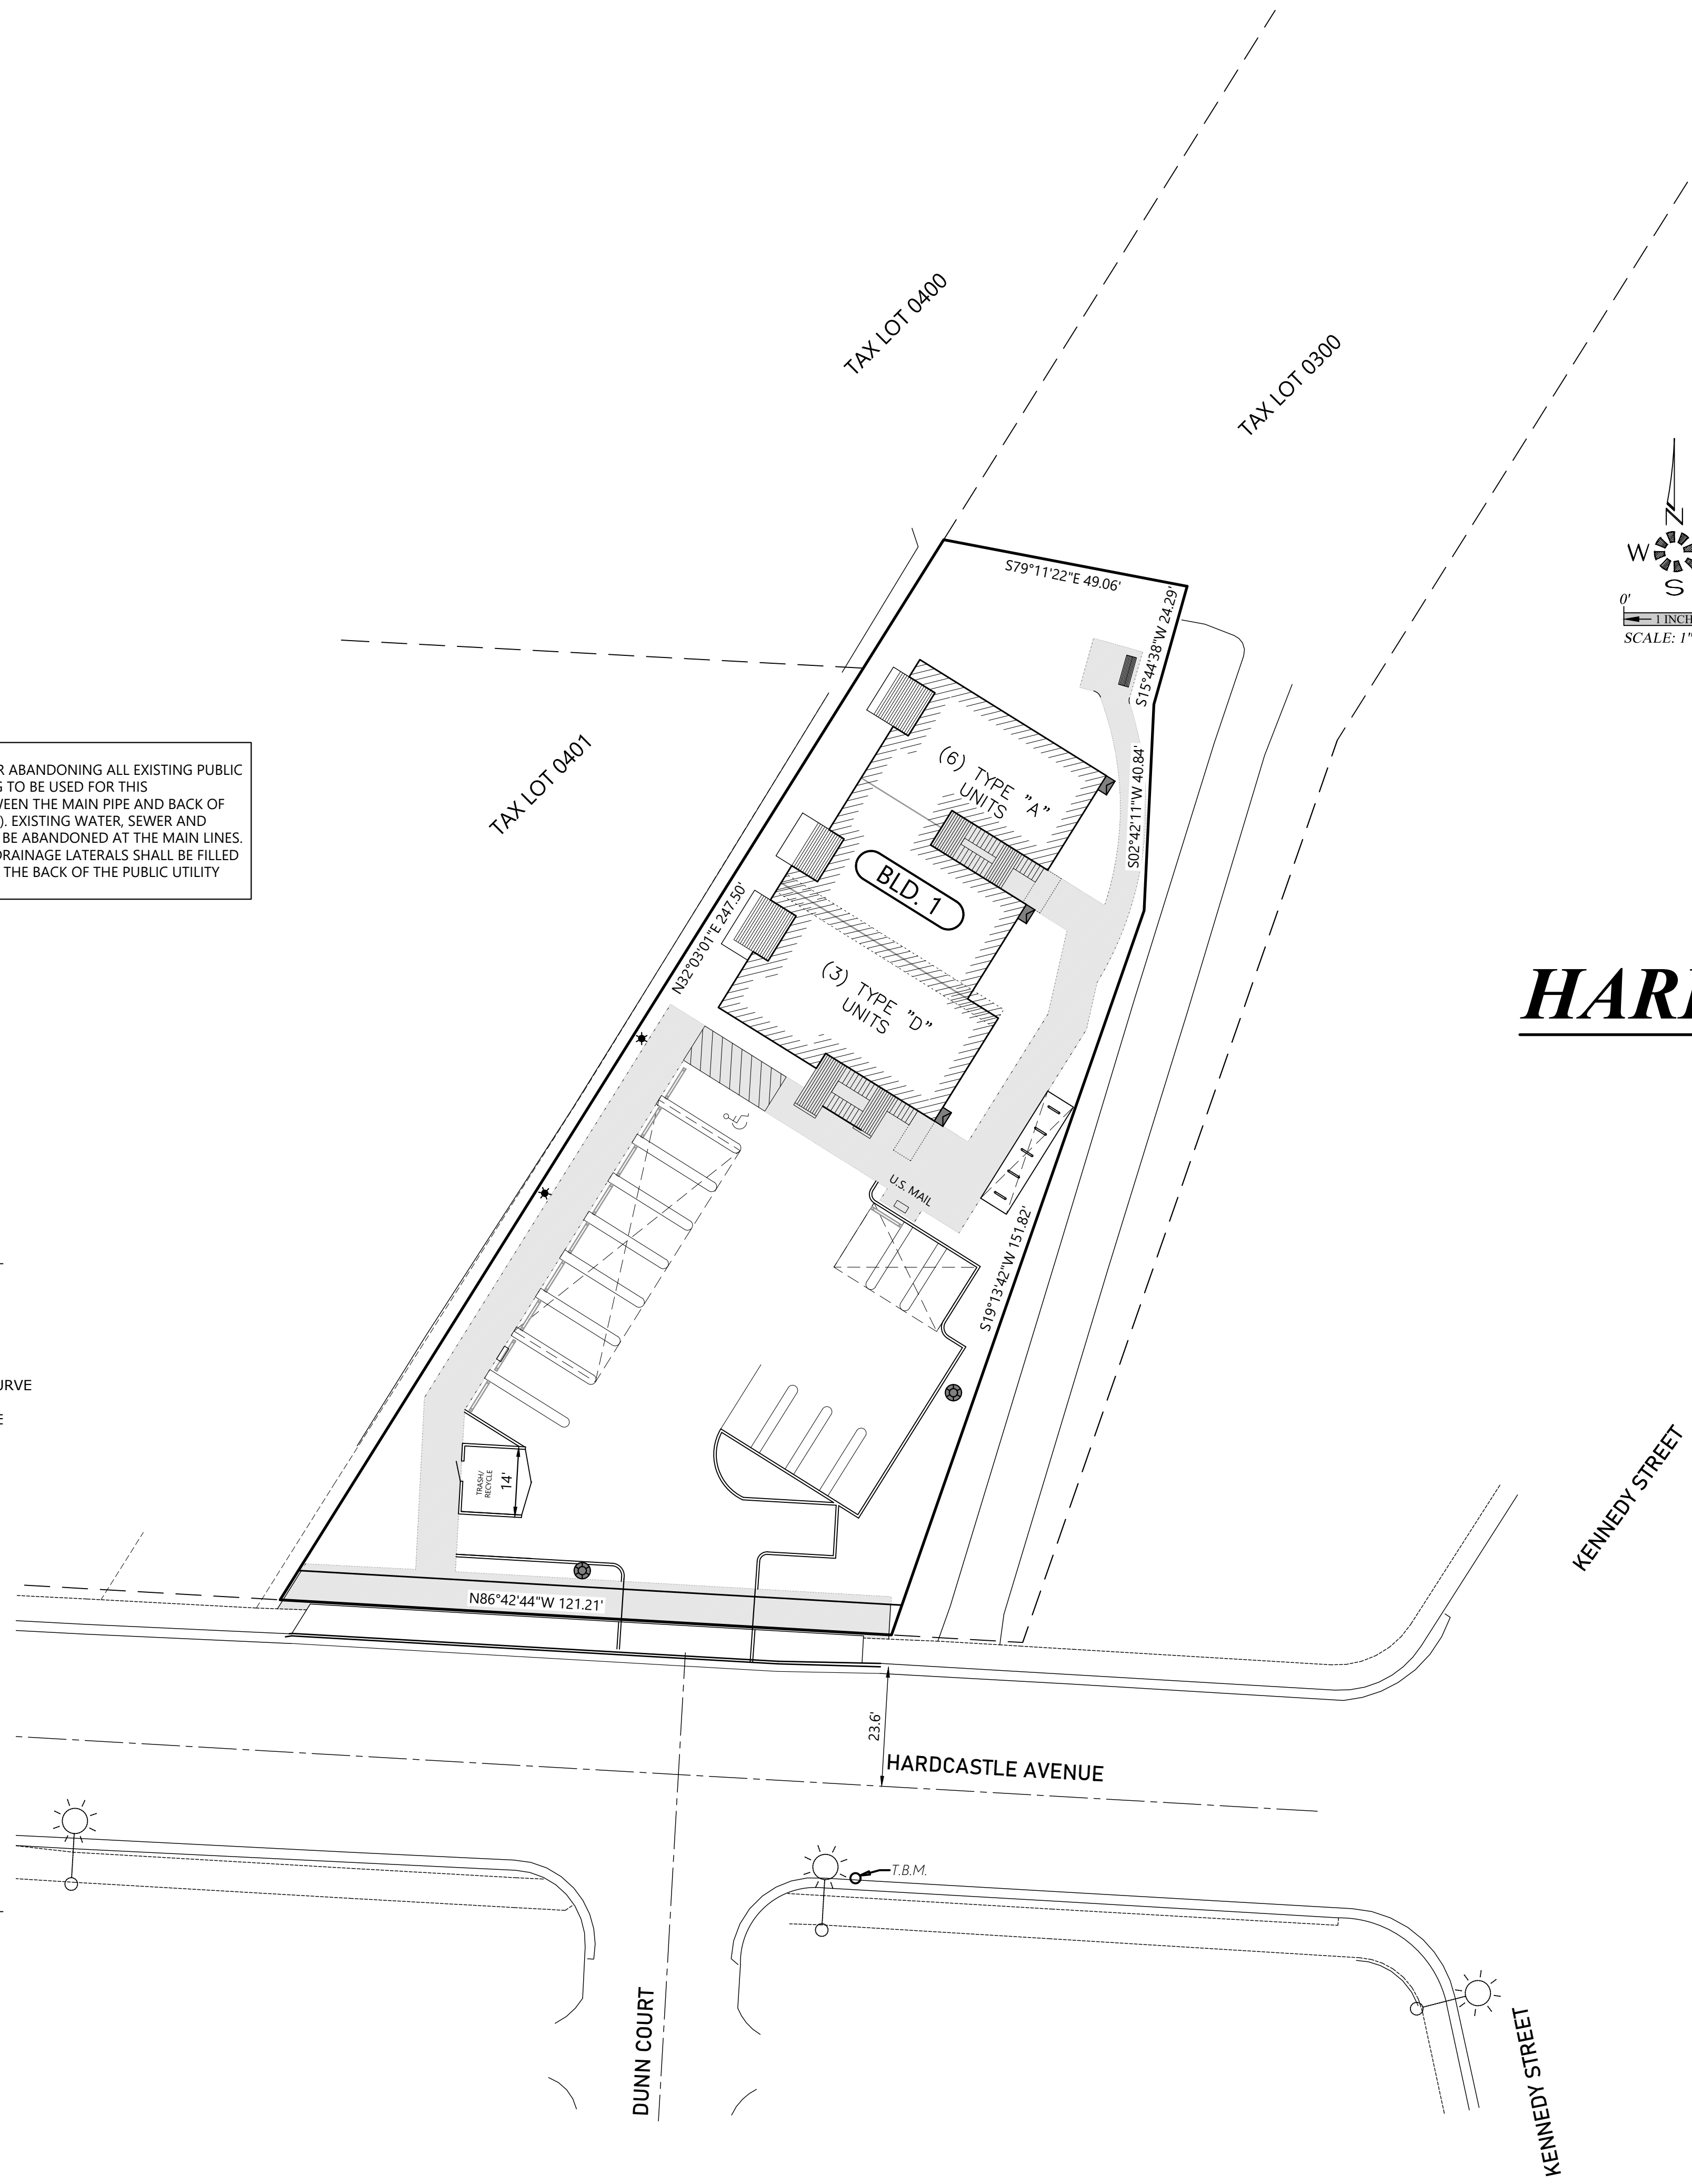 TAX LOT 0400
TAX LOT 0300
N
W
S
0'
1 INCH
SCALE: 1"
S79°11'22"E 49.06'
S15°44'38"W 24.29'
TAX LOT 0401
R ABANDONING ALL EXISTING PUBLIC
G TO BE USED FOR THIS
WEEN THE MAIN PIPE AND BACK OF
). EXISTING WATER, SEWER AND
BE ABANDONED AT THE MAIN LINES.
DRAINAGE LATERALS SHALL BE FILLED
THE BACK OF THE PUBLIC UTILITY
(6) TYPE "A"
UNITS
S02°42'11"W 40.84'
BLD. 1
N32°03'01"E 247.50'
(3) TYPE "D"
UNITS
HARI
U.S. MAIL
S19°13'42"W 151.82'
URVE
E
TRASH/
RECYCLE
14'
KENNEDY STREET
N86°42'44"W 121.21'
23.6'
HARDCASTLE AVENUE
T.B.M.
DUNN COURT
KENNEDY STREET